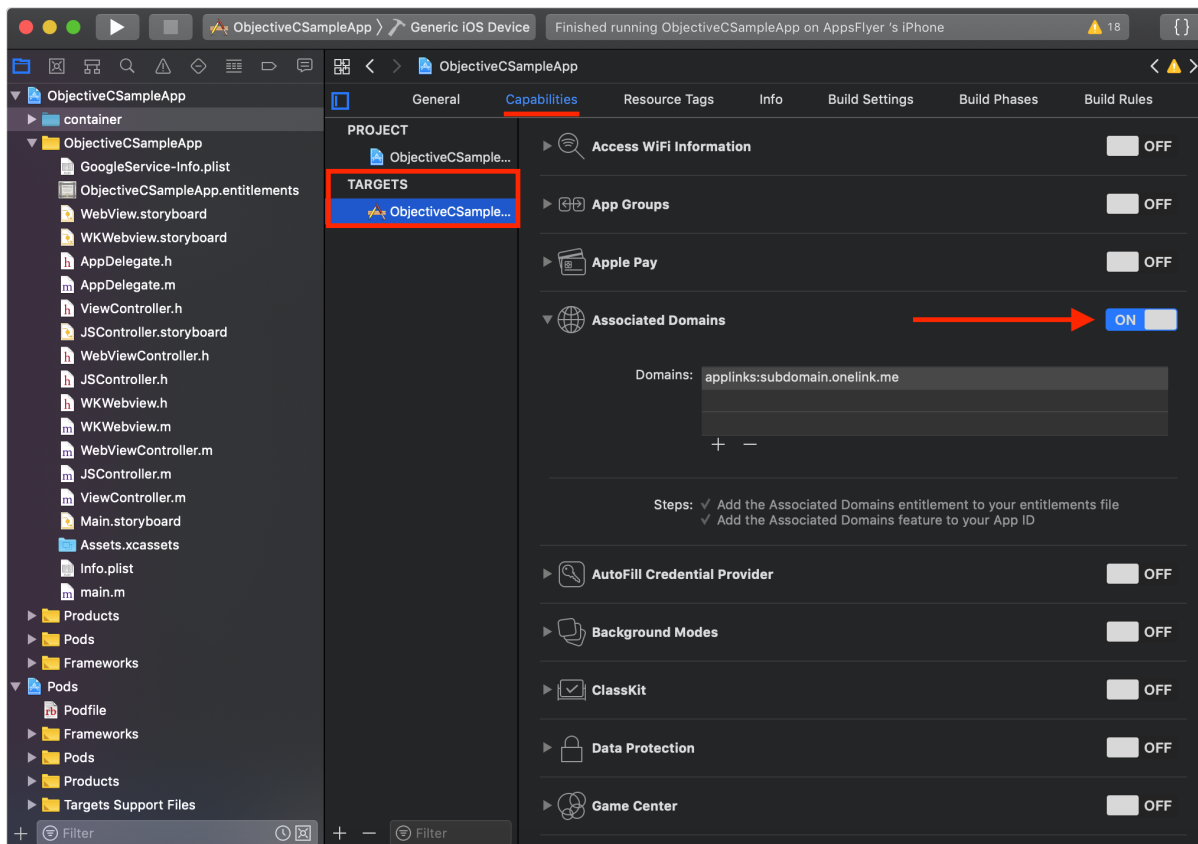 ObjectiveCSampleApp Generic iOS Device
Finished running ObjectiveCSampleApp on AppsFlyer 's iPhone
18
{ }
ObjectiveCSampleApp
container
ObjectiveCSampleApp
GoogleService-Info.plist
ObjectiveCSampleApp.entitlements
WebView.storyboard
WKWebview.storyboard
h AppDelegate.h
m AppDelegate.m
h ViewController.h
JSController.storyboard
h WebViewController.h
h JSController.h
h WKWebview.h
m WKWebview.m
m WebViewController.m
m JSController.m
m ViewController.m
Main.storyboard
Assets.xcassets
Info.plist
m main.m
Products
Pods
Frameworks
Pods
rb Podfile
Frameworks
Pods
Products
Targets Support Files
Filter
ObjectiveCSampleApp
General Capabilities Resource Tags Info Build Settings Build Phases Build Rules
PROJECT
ObjectiveCSample...
TARGETS
ObjectiveCSample...
Filter
Access WiFi Information OFF
App Groups OFF
Apple Pay OFF
Associated Domains ON
Domains: applinks:subdomain.onelink.me
Steps: ✓ Add the Associated Domains entitlement to your entitlements file
✓ Add the Associated Domains feature to your App ID
AutoFill Credential Provider OFF
Background Modes OFF
ClassKit OFF
Data Protection OFF
Game Center OFF